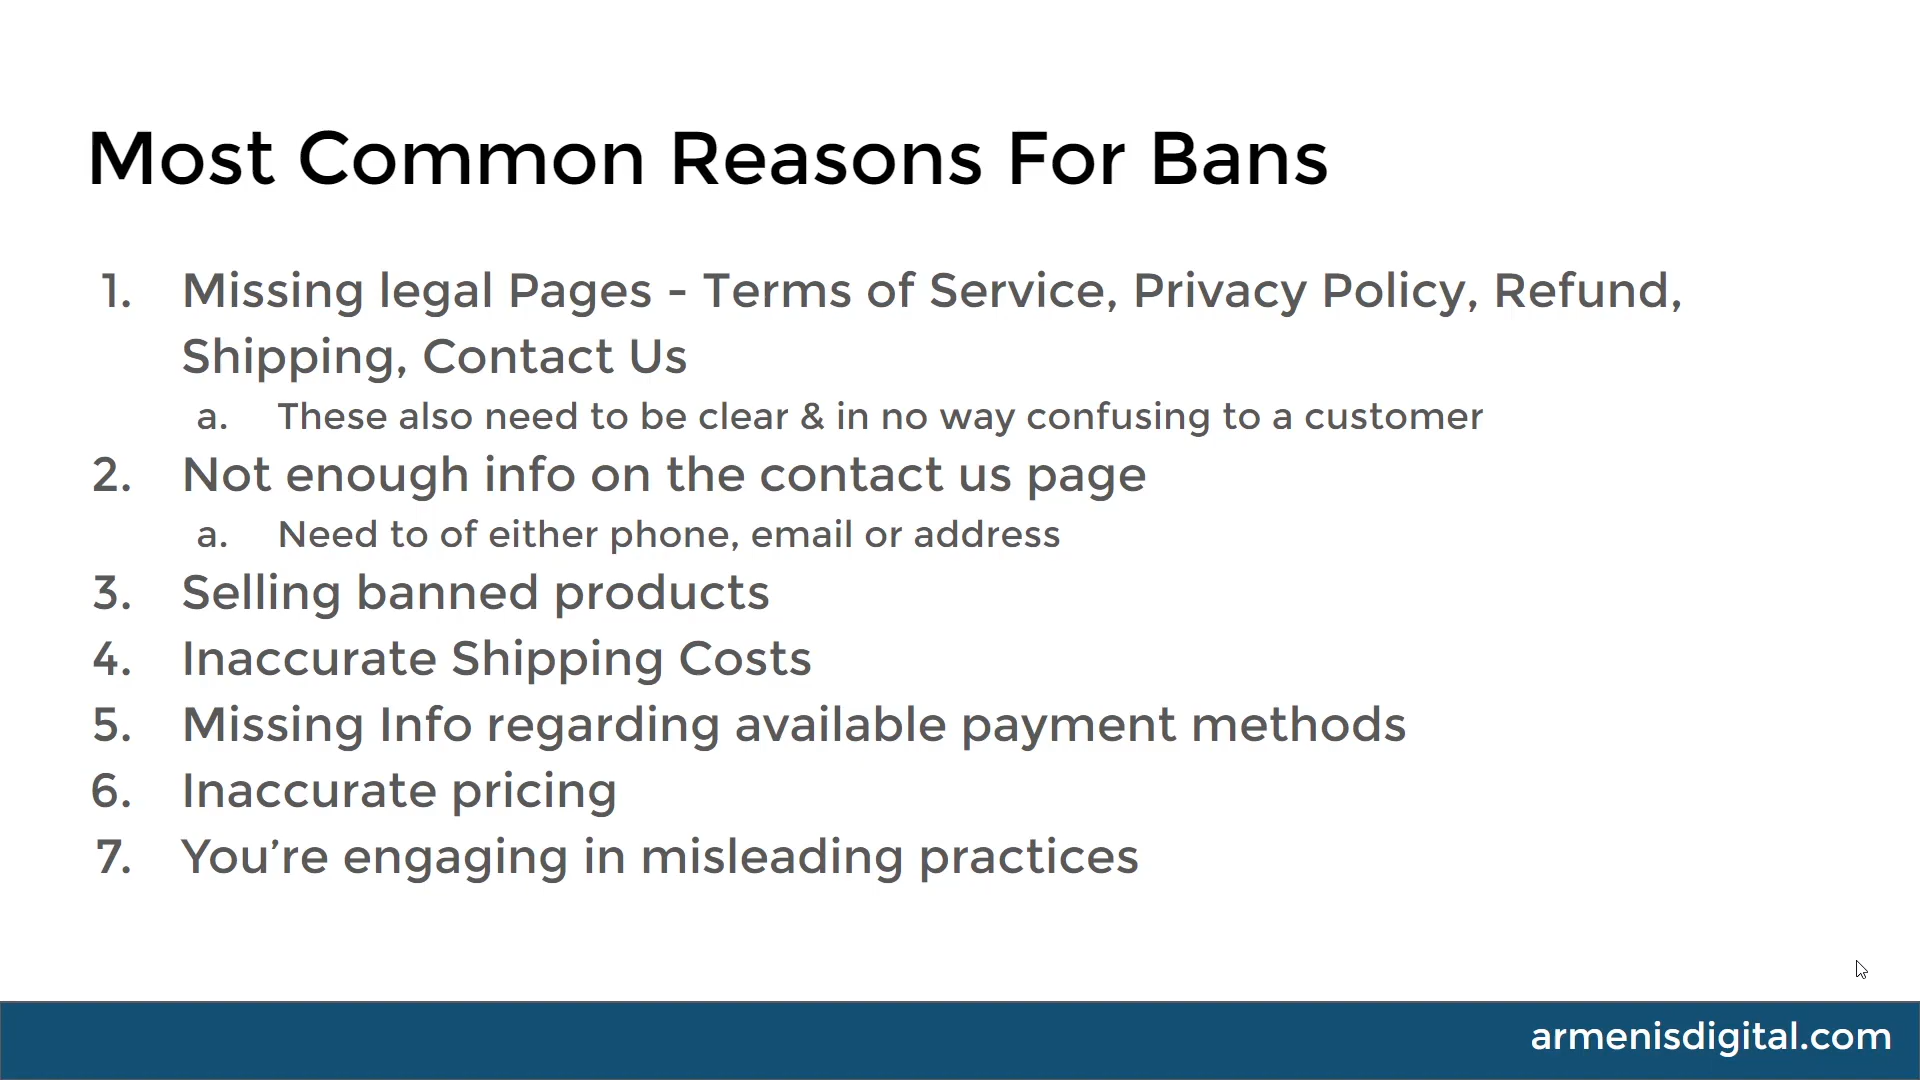 Most Common Reasons For Bans
1. Missing legal Pages - Terms of Service, Privacy Policy, Refund,
Shipping, Contact Us
a. These also need to be clear & in no way confusing to a customer
2. Not enough info on the contact us page
a. Need to of either phone, email or address
3. Selling banned products
4. Inaccurate Shipping Costs
5. Missing Info regarding available payment methods
6. Inaccurate pricing
7. You’re engaging in misleading practices
armenisdigital.com